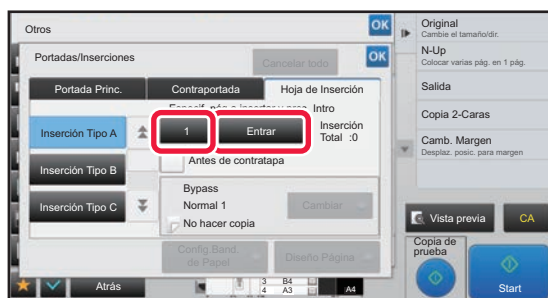 Otros
OK
Portadas/Inserciones
Cancelar todo
OK
Portada Princ.
Contraportada
Hoja de Inserción
Especif. pág a insertar y pres. Intro
Inserción Tipo A
1
Entrar
Inserción
Total :0
Antes de contratapa
Inserción Tipo B
Bypass
Normal 1
Cambiar
Inserción Tipo C
No hacer copia
Config.Band.
de Papel
Diseño Página
Atrás
3 B4
4 A3
A4
Original
Cambie el tamaño/dir.
N-Up
Colocar varias pág. en 1 pág.
Salida
Copia 2-Caras
Camb. Margen
Desplaz. posic. para margen
Vista previa
CA
Copia de
prueba
Start